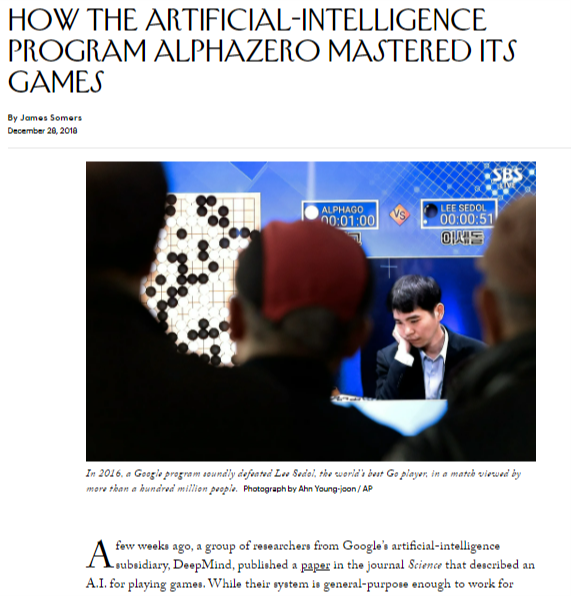 HOW THE ARTIFICIAL-INTELLIGENCE
PROGRAM ALPHAZERO MASTERED ITS
GAMES
By James Somers
December 28, 2018
SBS
ALPHAGO
00:01:00
VS
LEE SEDOL
00:00:51
이세돌
In 2016, a Google program soundly defeated Lee Sedol, the world's best Go player, in a match viewed by
more than a hundred million people. Photograph by Ahn Young-joon / AP
A few weeks ago, a group of researchers from Google's artificial-intelligence
subsidiary, DeepMind, published a paper in the journal Science that described an
A.I. for playing games. While their system is general-purpose enough to work for